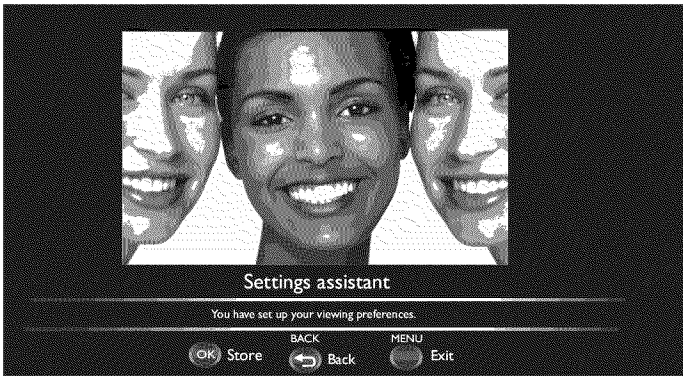 Settings assistant
You have set up your viewing preferences.
BACK MENU
OK Store Back Exit